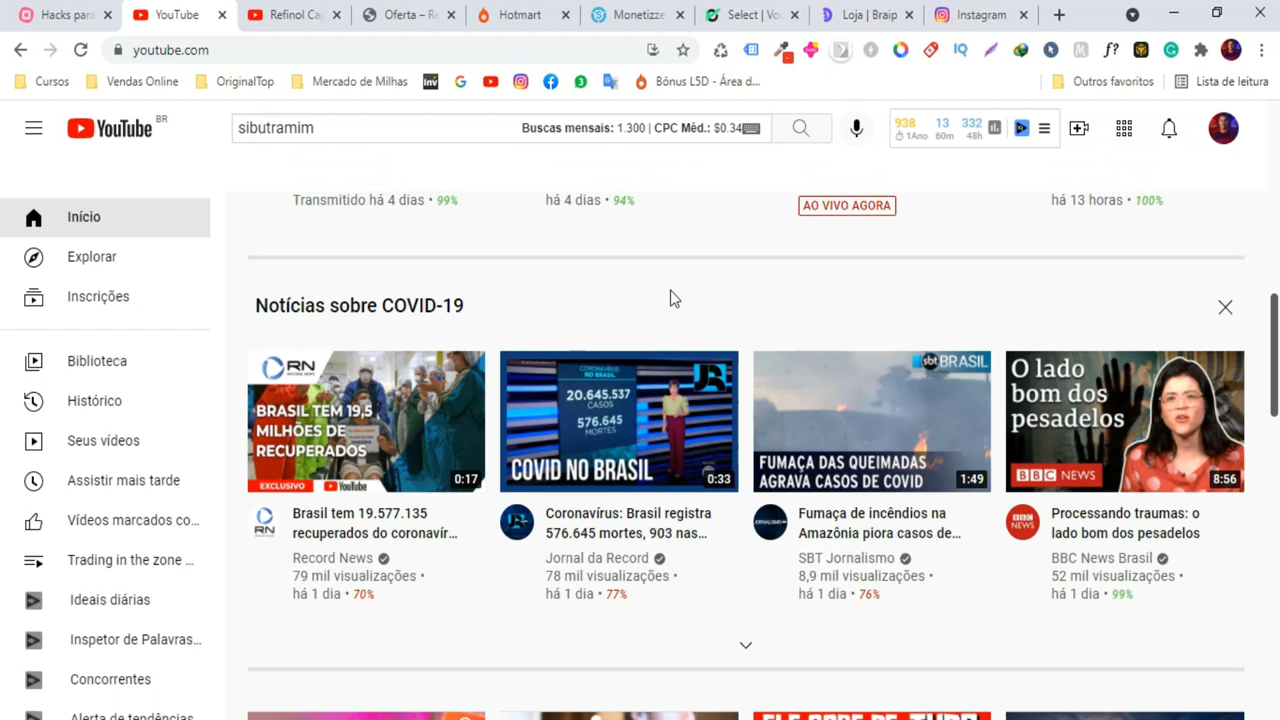 Hacks para
YouTube
Refinol Ca
Oferta – R
Hotmart
Monetizze
Select | Vo
Loja | Braip
Instagram
youtube.com
Cursos
Vendas Online
OriginalTop
Mercado de Milhas
Inv
Bônus L5D - Área d...
Outros favoritos
Lista de leitura
YouTube BR
sibutramim
Buscas mensais: 1.300 | CPC Méd.: $0.34
938 13 332
1Ano 60m 48h
Transmitido há 4 dias • 99%
há 4 dias • 94%
AO VIVO AGORA
há 13 horas • 100%
Início
Explorar
Inscrições
Biblioteca
Histórico
Seus vídeos
Assistir mais tarde
Vídeos marcados co...
Trading in the zone ...
Ideais diárias
Inspetor de Palavras...
Concorrentes
Alerta de tendências
Notícias sobre COVID-19
RN
BRASIL TEM 19,5
MILHÕES DE
RECUPERADOS
EXCLUSIVO
YouTube
0:17
Brasil tem 19.577.135
recuperados do coronavír...
Record News
79 mil visualizações •
há 1 dia • 70%
CORONAVÍRUS
NO BRASIL
JR
20.645.537
CASOS
576.645
MORTES
COVID NO BRASIL
0:33
Coronavírus: Brasil registra
576.645 mortes, 903 nas...
Jornal da Record
78 mil visualizações •
há 1 dia • 77%
sbt BRASIL
FUMAÇA DAS QUEIMADAS
AGRAVA CASOS DE COVID
1:49
Fumaça de incêndios na
Amazônia piora casos de...
SBT Jornalismo
8,9 mil visualizações •
há 1 dia • 76%
O lado
bom dos
pesadelos
BBC NEWS
8:56
Processando traumas: o
lado bom dos pesadelos
BBC News Brasil
52 mil visualizações •
há 1 dia • 99%